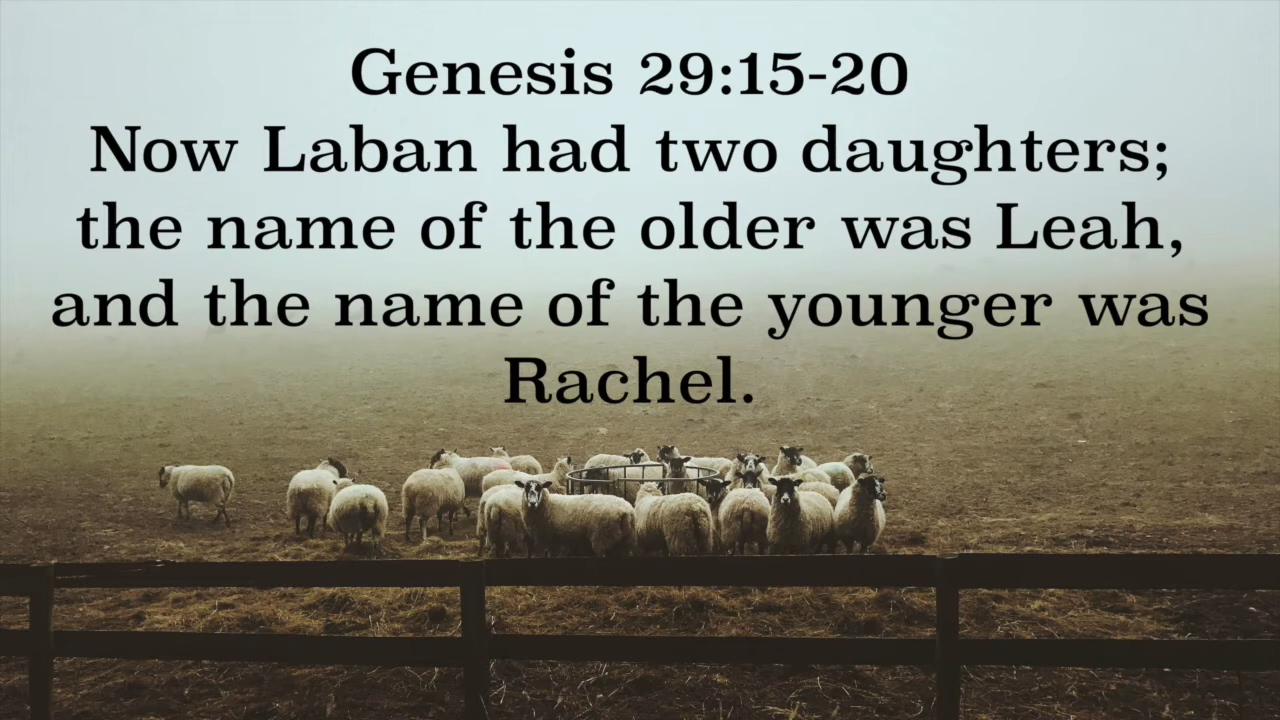 Genesis 29:15-20
Now Laban had two daughters;
the name of the older was Leah,
and the name of the younger was
Rachel.